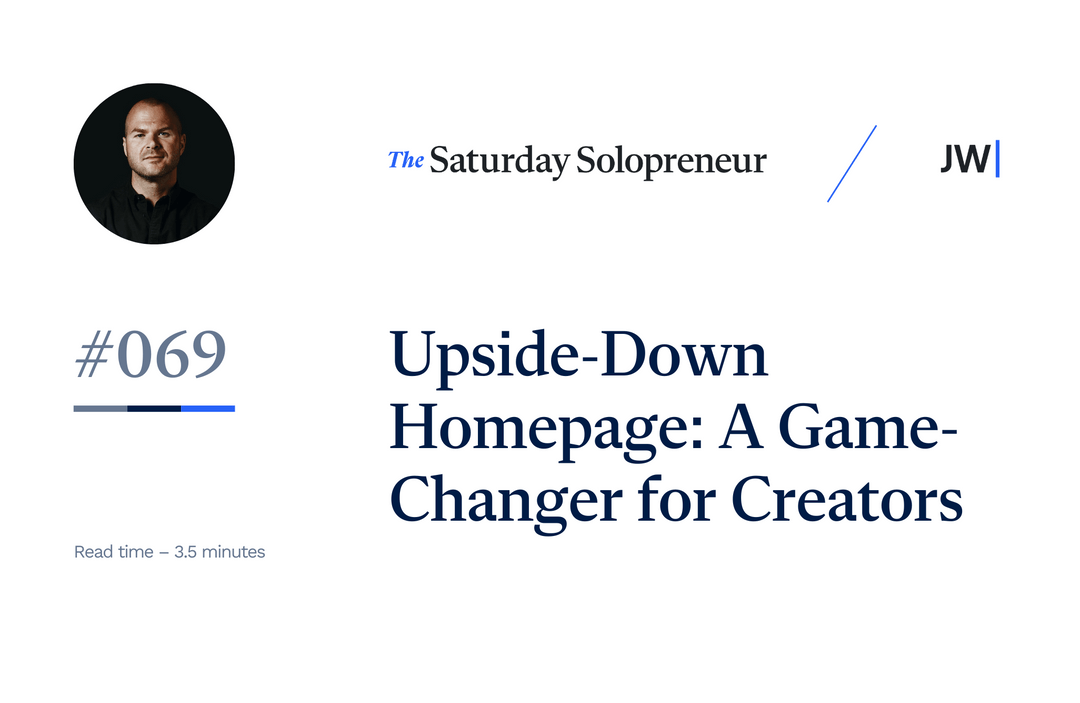 The Saturday Solopreneur
JW
#069
Upside-Down
Homepage: A Game-
Changer for Creators
Read time – 3.5 minutes